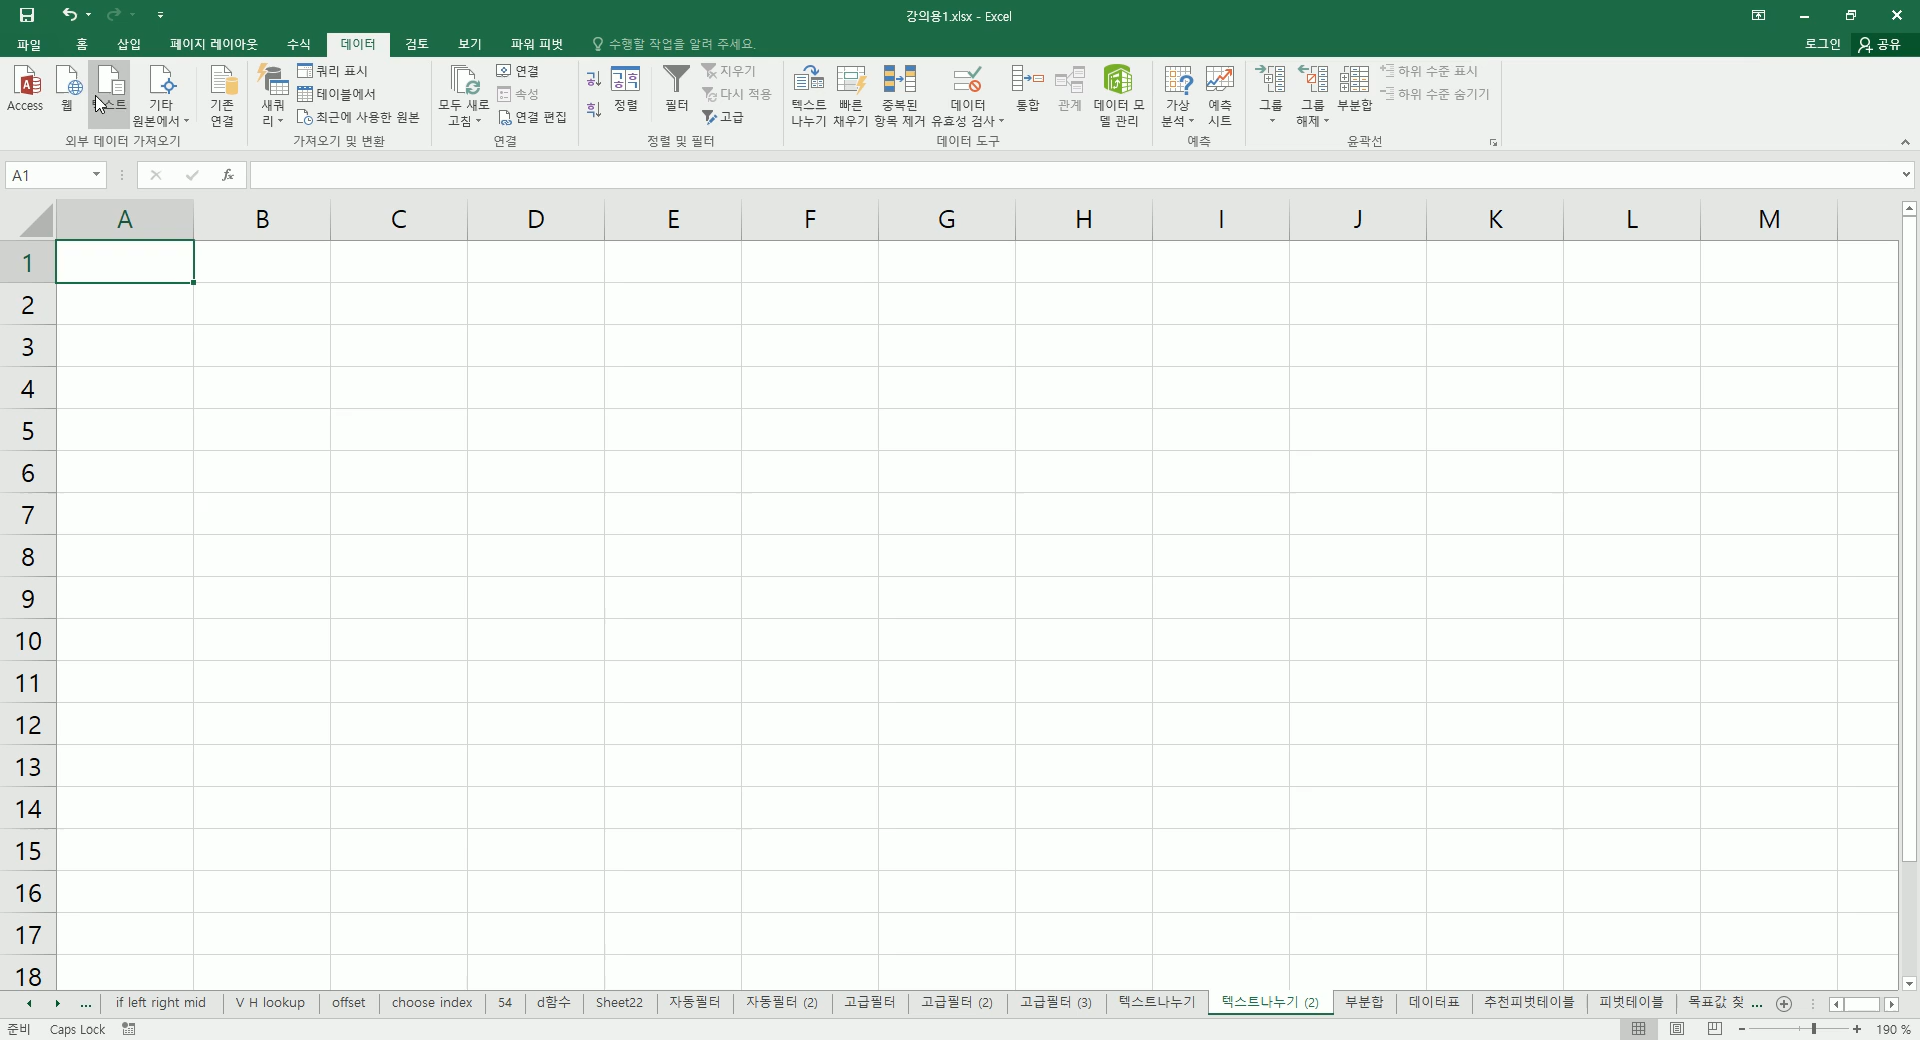 강의용1.xlsx - Excel
파일 홈 삽입 페이지 레이아웃 수식 데이터 검토 보기 파워 피벗 수행할 작업을 알려 주세요. 로그인 공유
Access 웹 텍스트 기타 원본에서 기존 연결
외부 데이터 가져오기
새 쿼리 쿼리 표시 테이블에서 최근에 사용한 원본
가져오기 및 변환
모두 새로 고침 연결 속성 연결 편집
연결
정렬 필터 지우기 다시 적용 고급
정렬 및 필터
텍스트 나누기 빠른 채우기 중복된 항목 제거 데이터 유효성 검사 통합 관계 데이터 모델 관리
데이터 도구
가상 분석 예측 시트
예측
그룹 그룹 해제 부분합 하위 수준 표시 하위 수준 숨기기
윤곽선
A1 fx
A B C D E F G H I J K L M
1
2
3
4
5
6
7
8
9
10
11
12
13
14
15
16
17
18
... if left right mid V H lookup offset choose index 54 d함수 Sheet22 자동필터 자동필터 (2) 고급필터 고급필터 (2) 고급필터 (3) 텍스트나누기 텍스트나누기 (2) 부분합 데이터표 추천피벗테이블 피벗테이블 목표값 찾 ...
준비 Caps Lock 190 %